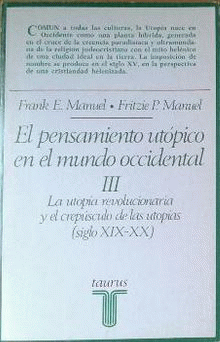 COMUN a todas las culturas, la Utopía nace en
Occidente como una planta híbrida, generada
en el cruce de la creencia paradisíaca y ultramunda-
na de la religión judeocristiana con el mito helénico
de una ciudad ideal en la tierra. La imposición de
nombre se produce en el siglo XV, en la perspectiva
de una cristiandad helenizada.
Frank E. Manuel • Fritzie P. Manuel
El pensamiento utópico
en el mundo occidental
III
La utopía revolucionaria
y el crepúsculo de las utopías
(siglo XIX-XX)
taurus